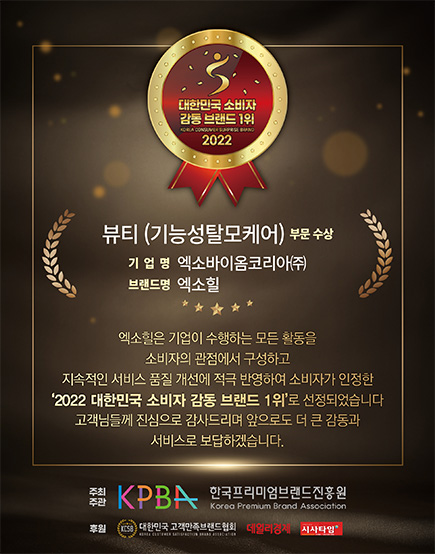 대한민국 소비자
감동 브랜드 1위
KOREA CONSUMER SURPRISE BRAND
2022
뷰티 (기능성탈모케어) 부문 수상
기 업 명 엑소바이옴코리아㈜
브랜드명 엑소힐
엑소힐은 기업이 수행하는 모든 활동을
소비자의 관점에서 구성하고
지속적인 서비스 품질 개선에 적극 반영하여 소비자가 인정한
‘2022 대한민국 소비자 감동 브랜드 1위’로 선정되었습니다
고객님들께 진심으로 감사드리며 앞으로도 더 큰 감동과
서비스로 보답하겠습니다.
주최
주관
KPBA 한국프리미엄브랜드진흥원
Korea Premium Brand Association
후원 KCSB 대한민국 고객만족브랜드협회 데일리경제 시사타임
KOREA CUSTOMER SATISFACTION BRAND ASSOCIATION